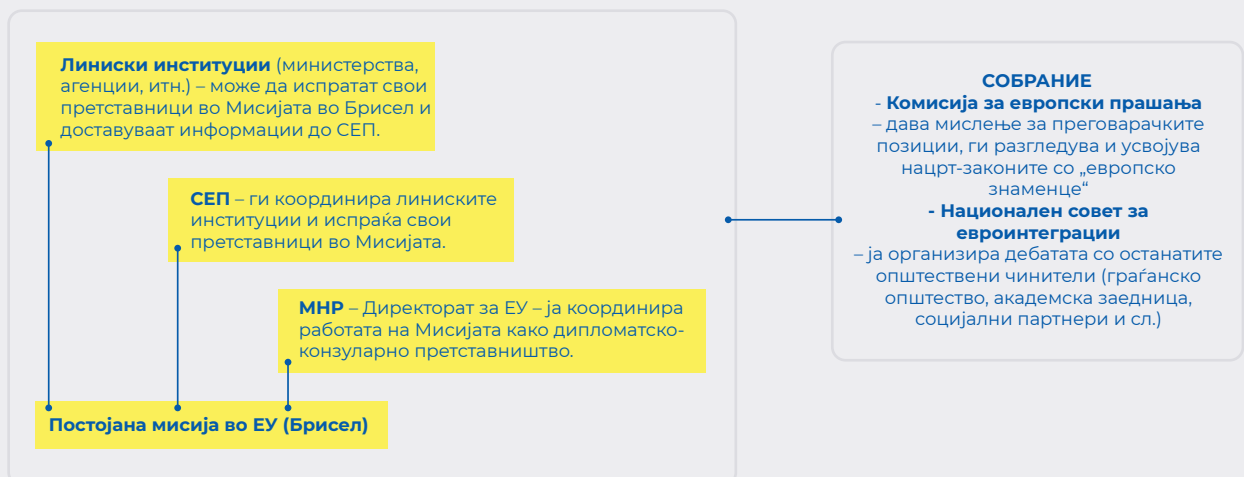 Линиски институции (министерства,
агенции, итн.) – може да испратат свои
претставници во Мисијата во Брисел и
доставуваат информации до СЕП.
СЕП – ги координира линиските
институции и испраќа свои
претставници во Мисијата.
МНР – Директорат за ЕУ – ја координира
работата на Мисијата како дипломатско-
конзуларно претставништво.
Постојана мисија во ЕУ (Брисел)
СОБРАНИЕ
- Комисија за европски прашања
– дава мислење за преговарачките
позиции, ги разгледува и усвојува
нацрт-законите со „европско
знаменце“
- Национален совет за
евроинтеграции
– ја организира дебатата со останатите
општествени чинители (граѓанско
општество, академска заедница,
социјални партнери и сл.)